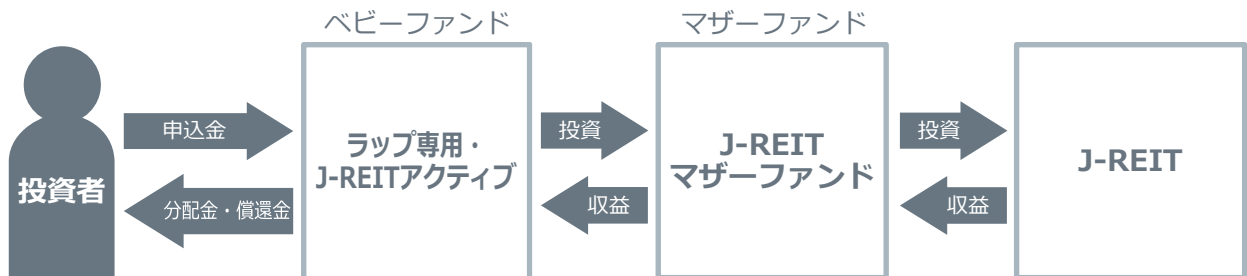 ベビーファンド
マザーファンド
投資者
申込金
分配金・償還金
ラップ専用・
J-REITアクティブ
投資
収益
J-REIT
マザーファンド
投資
収益
J-REIT